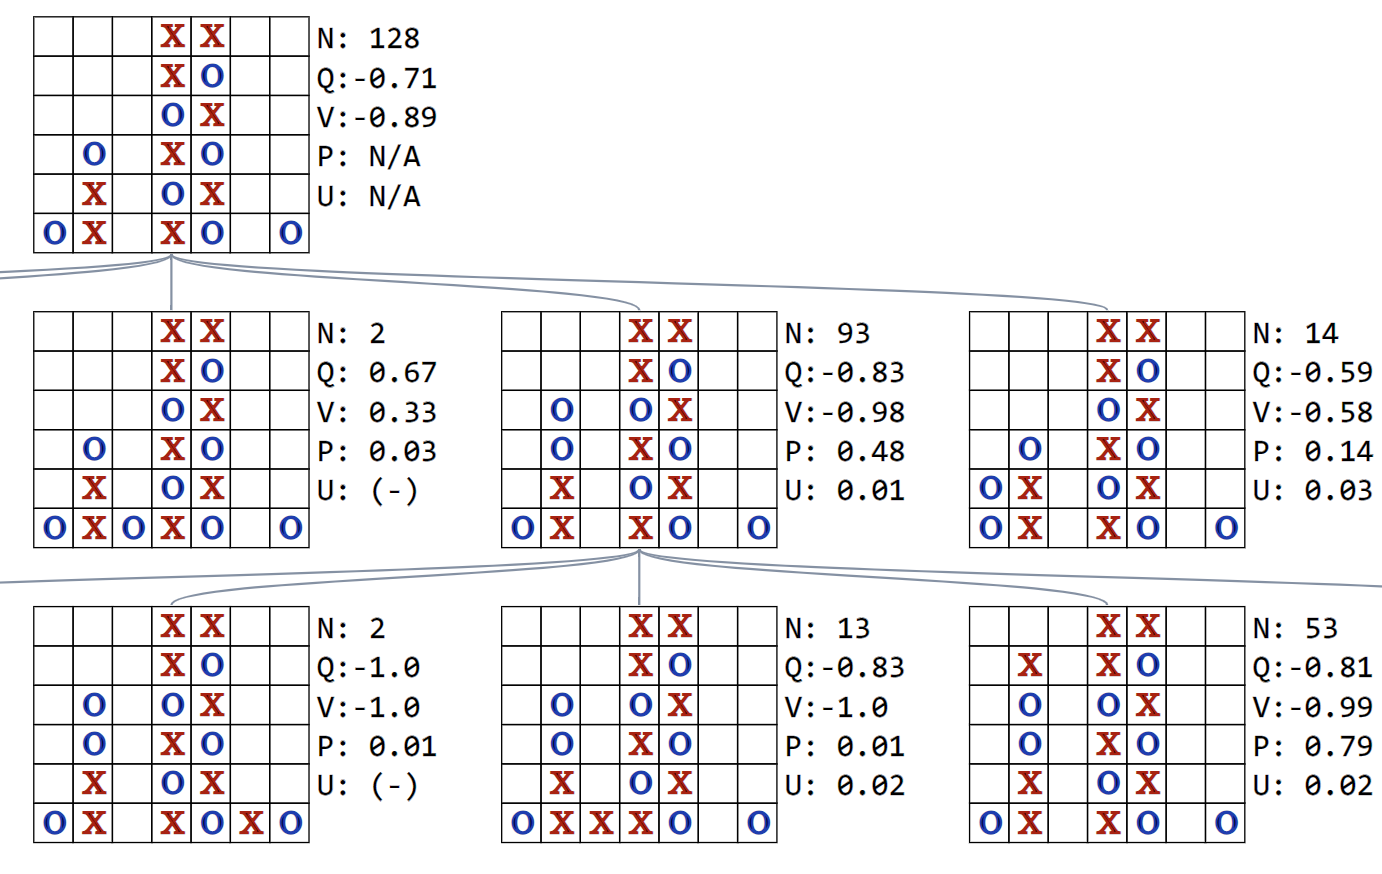 X X N: 128
X O Q:-0.71
O X V:-0.89
O X O P: N/A
X O X U: N/A
O X X O O
X X N: 2
X O Q: 0.67
O X V: 0.33
O X O P: 0.03
X O X U: (-)
O X O X O O
X X N: 93
X O Q:-0.83
O O X V:-0.98
O X O P: 0.48
X O X U: 0.01
O X X O O
X X N: 14
X O Q:-0.59
O X V:-0.58
O X O P: 0.14
O X O X U: 0.03
O X X O O
X X N: 2
X O Q:-1.0
O O X V:-1.0
O X O P: 0.01
X O X U: (-)
O X X O X O
X X N: 13
X O Q:-0.83
O O X V:-1.0
O X O P: 0.01
X O X U: 0.02
O X X X O O
X X N: 53
X X O Q:-0.81
O O X V:-0.99
O X O P: 0.79
X O X U: 0.02
O X X O O